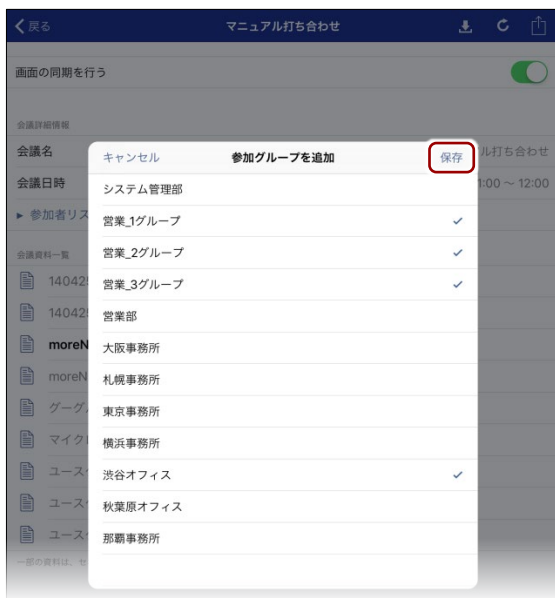 戻る マニュアル打ち合わせ
画面の同期を行う
会議詳細情報
会議名 ル打ち合わせ
会議日時 1:00 ～ 12:00
▶ 参加者リス
キャンセル 参加グループを追加 保存
システム管理部
営業_1グループ
営業_2グループ
営業_3グループ
営業部
大阪事務所
札幌事務所
東京事務所
横浜事務所
渋谷オフィス
秋葉原オフィス
那覇事務所
会議資料一覧
14042
14042
moreN
moreN
グーグ
マイク
ユース
ユース
ユース
一部の資料は、セ